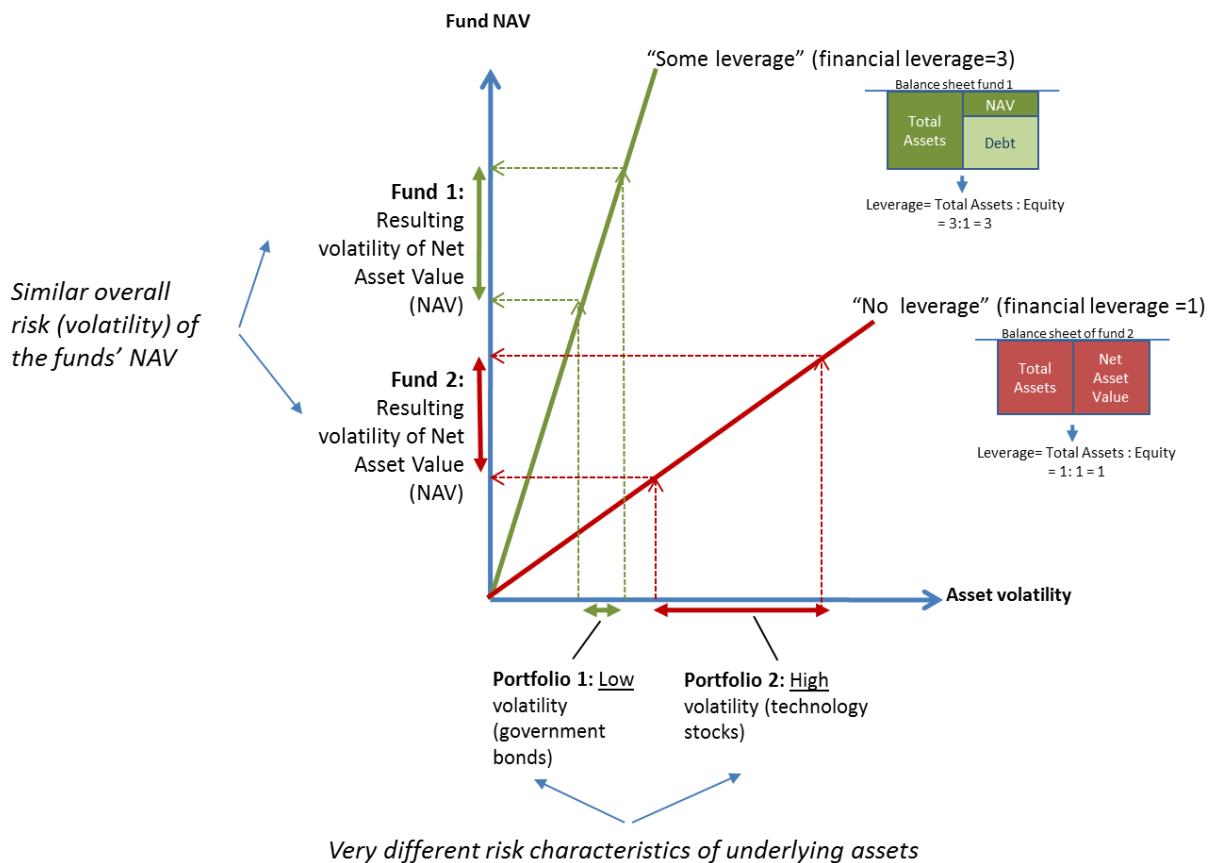 Fund NAV
“Some leverage” (financial leverage=3)
Balance sheet fund 1
Total
Assets
NAV
Debt
Leverage= Total Assets : Equity
= 3:1 = 3
Fund 1:
Resulting
volatility of Net
Asset Value
(NAV)
Similar overall
risk (volatility) of
the funds’ NAV
“No leverage” (financial leverage =1)
Balance sheet of fund 2
Total
Assets
Net
Asset
Value
Leverage= Total Assets : Equity
= 1: 1 = 1
Fund 2:
Resulting
volatility of Net
Asset Value
(NAV)
Asset volatility
Portfolio 1: Low
volatility
(government
bonds)
Portfolio 2: High
volatility (technology
stocks)
Very different risk characteristics of underlying assets